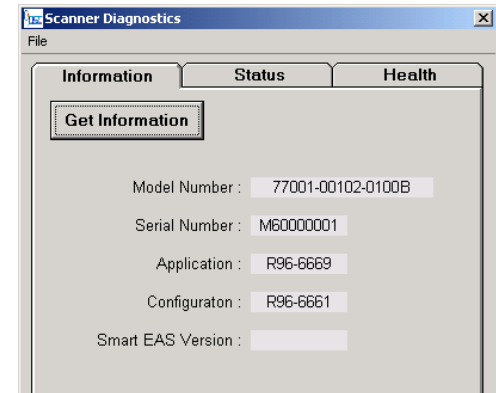 Scanner Diagnostics
File
Information Status Health
Get Information
Model Number : 77001-00102-0100B
Serial Number : M60000001
Application : R96-6669
Configuraton : R96-6661
Smart EAS Version :